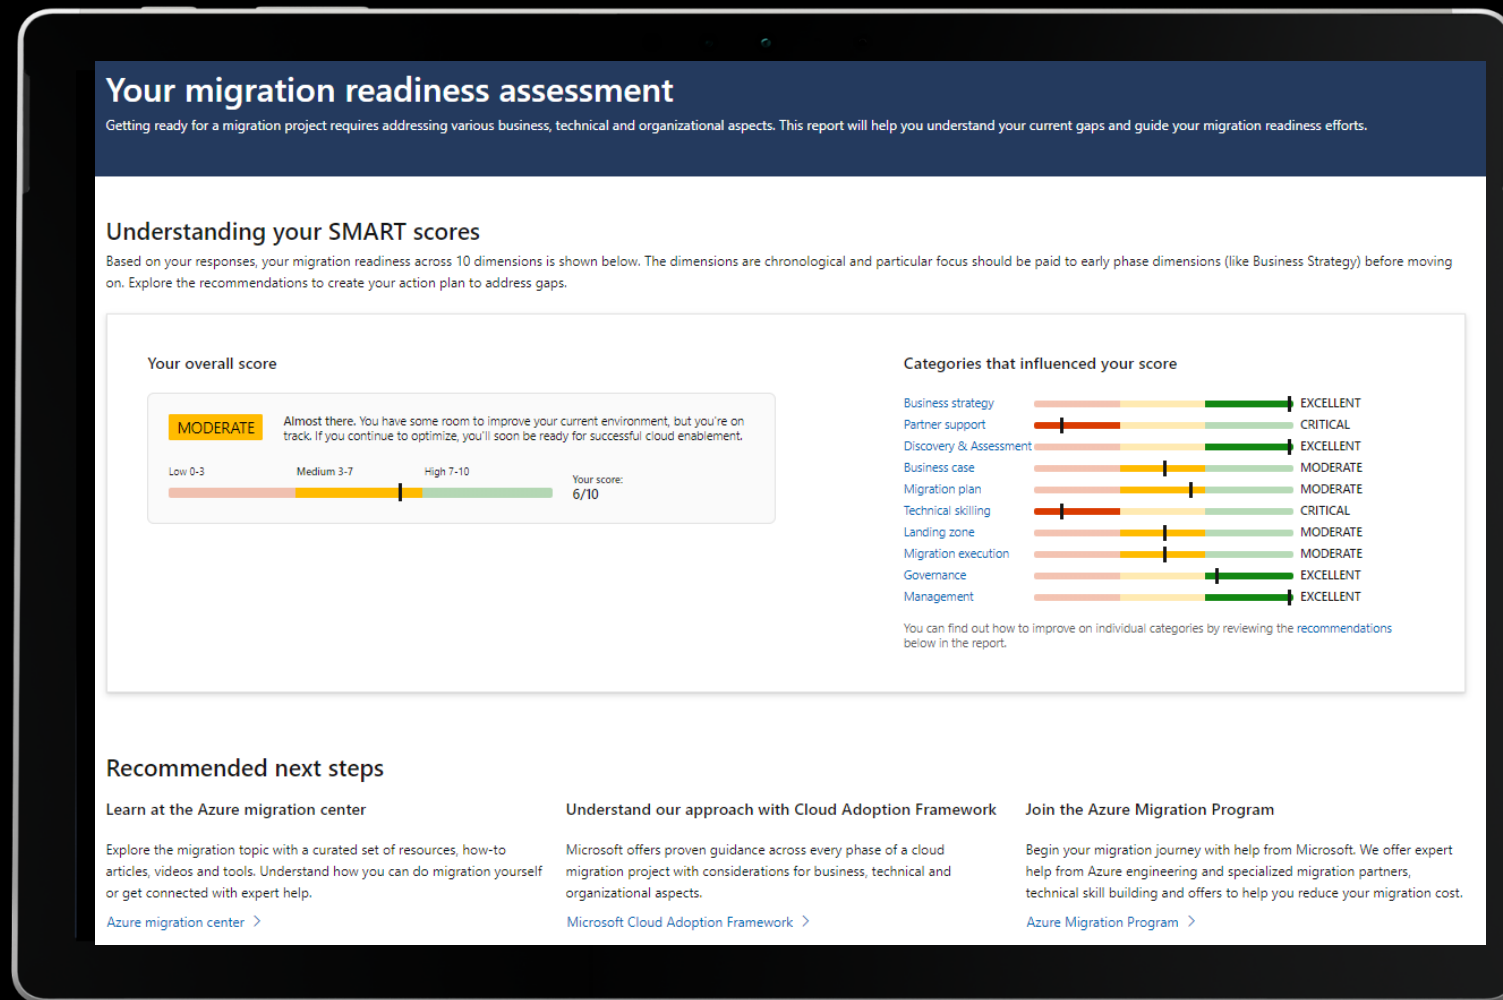 Your migration readiness assessment
Getting ready for a migration project requires addressing various business, technical and organizational aspects. This report will help you understand your current gaps and guide your migration readiness efforts.
Understanding your SMART scores
Based on your responses, your migration readiness across 10 dimensions is shown below. The dimensions are chronological and particular focus should be paid to early phase dimensions (like Business Strategy) before moving
on. Explore the recommendations to create your action plan to address gaps.
Your overall score
MODERATE
Almost there. You have some room to improve your current environment, but you're on
track. If you continue to optimize, you'll soon be ready for successful cloud enablement.
Low 0-3 Medium 3-7 High 7-10
Your score:
6/10
Categories that influenced your score
Business strategy EXCELLENT
Partner support CRITICAL
Discovery & Assessment EXCELLENT
Business case MODERATE
Migration plan MODERATE
Technical skilling CRITICAL
Landing zone MODERATE
Migration execution MODERATE
Governance EXCELLENT
Management EXCELLENT
You can find out how to improve on individual categories by reviewing the recommendations
below in the report.
Recommended next steps
Learn at the Azure migration center
Explore the migration topic with a curated set of resources, how-to
articles, videos and tools. Understand how you can do migration yourself
or get connected with expert help.
Azure migration center >
Understand our approach with Cloud Adoption Framework
Microsoft offers proven guidance across every phase of a cloud
migration project with considerations for business, technical and
organizational aspects.
Microsoft Cloud Adoption Framework >
Join the Azure Migration Program
Begin your migration journey with help from Microsoft. We offer expert
help from Azure engineering and specialized migration partners,
technical skill building and offers to help you reduce your migration cost.
Azure Migration Program >